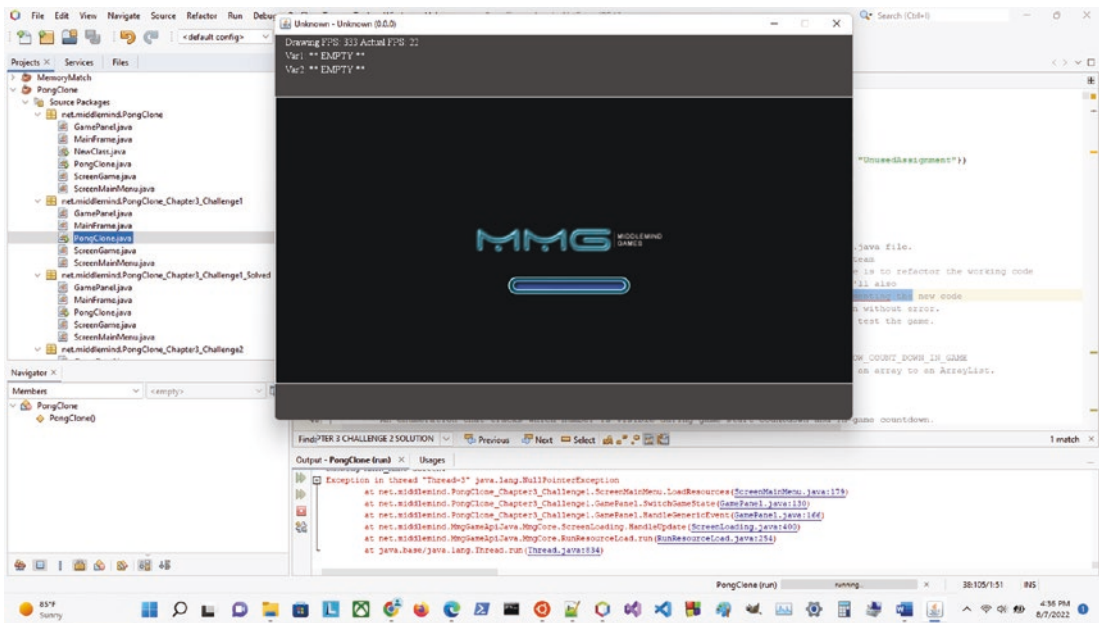 File Edit View Navigate Source Refactor Run Debug
Unknown - Unknown (0.0.0)
Search (Ctrl+I)
<default config>
Drawing FPS: 333 Actual FPS: 22
Var1: ** EMPTY **
Var2: ** EMPTY **
Projects Services Files
MemoryMatch
PongClone
Source Packages
net.middlemind.PongClone
GamePanel.java
MainFrame.java
NewClass.java
PongClone.java
ScreenGame.java
ScreenMainMenu.java
net.middlemind.PongClone_Chapter3_Challenge1
GamePanel.java
MainFrame.java
PongClone.java
ScreenGame.java
ScreenMainMenu.java
net.middlemind.PongClone_Chapter3_Challenge1_Solved
GamePanel.java
MainFrame.java
PongClone.java
ScreenGame.java
ScreenMainMenu.java
net.middlemind.PongClone_Chapter3_Challenge2
MMG MIDDLEMIND
GAMES
"UnusedAssignment"})
.java file.
is to refactor the working code
'll also
the new code
without error.
test the game.
OW_COUNT_DOWN_IN_GAME
an array to an ArrayList.
game countdown.
Navigator
Members <empty>
PongClone
PongClone()
Find: PTER 3 CHALLENGE 2 SOLUTION Previous Next Select 1 match
Output - PongClone (run) Usages
Exception in thread "Thread-3" java.lang.NullPointerException
at net.middlemind.PongClone_Chapter3_Challenge1.ScreenMainMenu.LoadResources(ScreenMainMenu.java:179)
at net.middlemind.PongClone_Chapter3_Challenge1.GamePanel.SwitchGameState(GamePanel.java:130)
at net.middlemind.PongClone_Chapter3_Challenge1.GamePanel.HandleGenericEvent(GamePanel.java:166)
at net.middlemind.MmgGameApiJava.MmgCore.ScreenLoading.HandleUpdate(ScreenLoading.java:400)
at net.middlemind.MmgGameApiJava.MmgCore.RunResourceLoad.run(RunResourceLoad.java:254)
at java.base/java.lang.Thread.run(Thread.java:834)
PongClone (run) running... 38:105/1:51 INS
85°F
Sunny
4:38 PM
8/7/2022